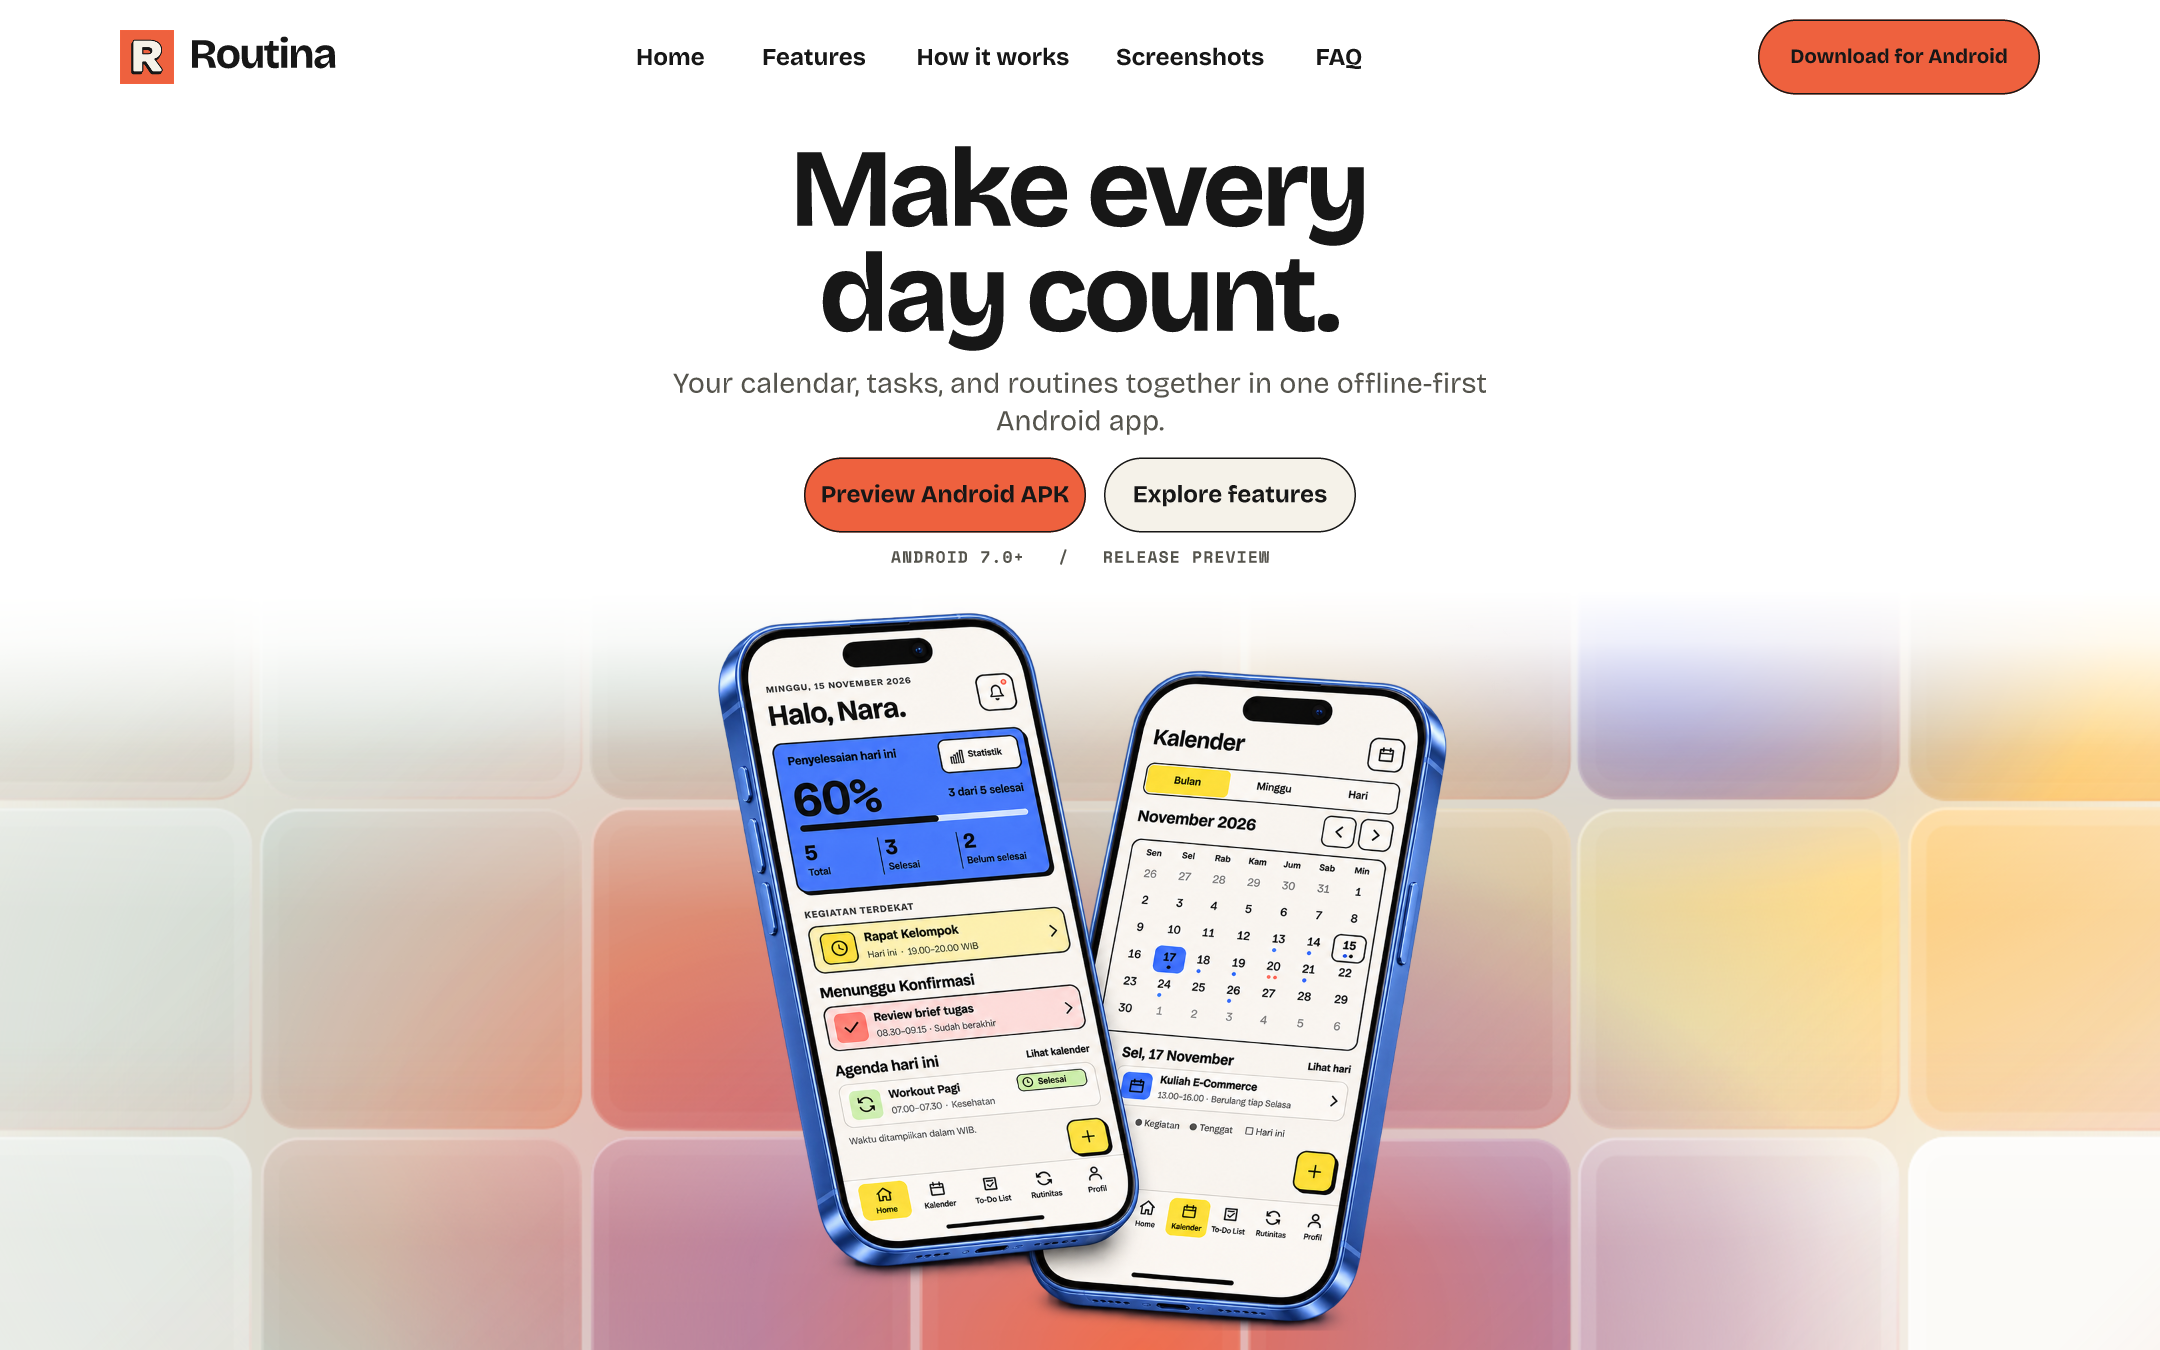 R Routina
Home Features How it works Screenshots FAQ
Download for Android
Make every
day count.
Your calendar, tasks, and routines together in one offline-first
Android app.
Preview Android APK Explore features
ANDROID 7.0+ / RELEASE PREVIEW
MINGGU, 15 NOVEMBER 2026
Halo, Nara.
Penyelesaian hari ini Statistik
60% 3 dari 5 selesai
5 3 2
Total Selesai Belum selesai
KEGIATAN TERDEKAT
Rapat Kelompok
Hari ini · 19.00–20.00 WIB
Menunggu Konfirmasi
Review brief tugas
08.30–09.15 · Sudah berakhir
Agenda hari ini Lihat kalender
Workout Pagi Selesai
07.00–07.30 · Kesehatan
Waktu ditampilkan dalam WIB.
Home Kalender To-Do List Rutinitas Profil
Kalender
Bulan Minggu Hari
November 2026
Sen Sel Rab Kam Jum Sab Min
26 27 28 29 30 31 1
2 3 4 5 6 7 8
9 10 11 12 13 14 15
16 17 18 19 20 21 22
23 24 25 26 27 28 29
30 1 2 3 4 5 6
Sel, 17 November Lihat hari
Kuliah E-Commerce
13.00–16.00 · Berulang tiap Selasa
Kegiatan Tenggat Hari ini
Home Kalender To-Do List Rutinitas Profil